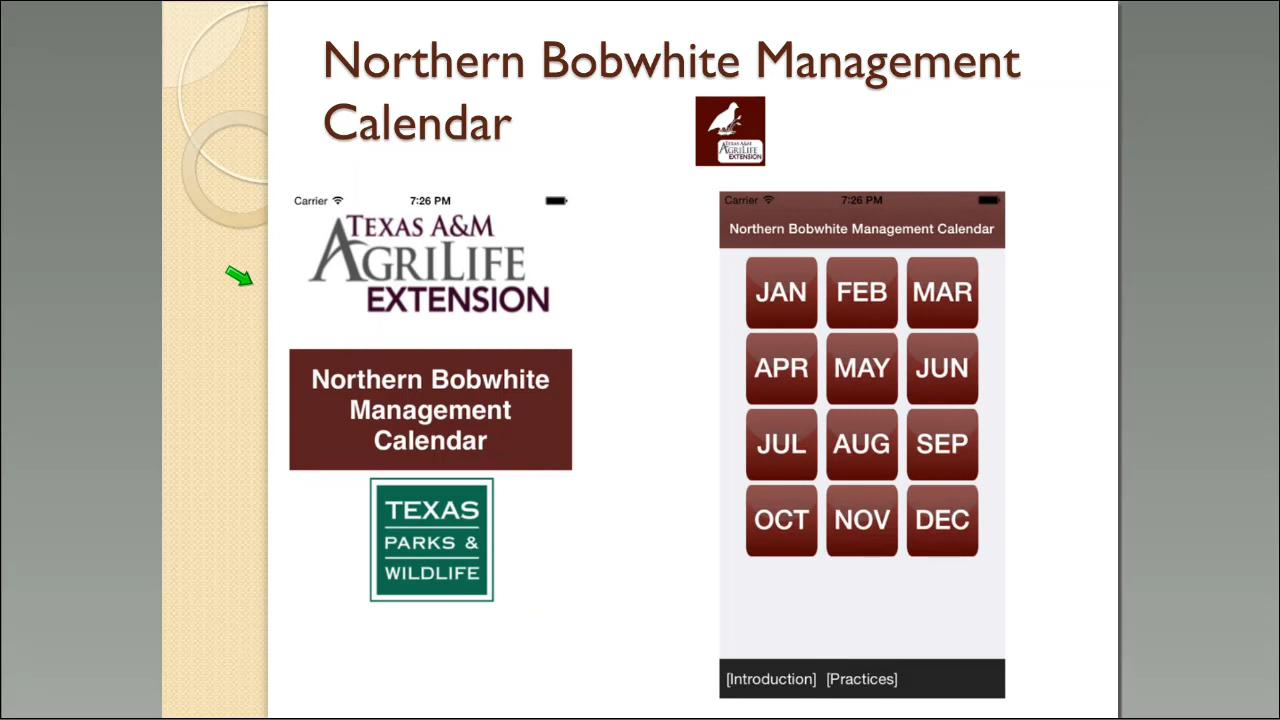 Northern Bobwhite Management
Calendar
TEXAS A&M
AGRILIFE
EXTENSION
Carrier 7:26 PM
TEXAS A&M
AGRILIFE
EXTENSION
Northern Bobwhite
Management
Calendar
TEXAS
PARKS &
WILDLIFE
Carrier 7:26 PM
Northern Bobwhite Management Calendar
JAN FEB MAR
APR MAY JUN
JUL AUG SEP
OCT NOV DEC
[Introduction] [Practices]